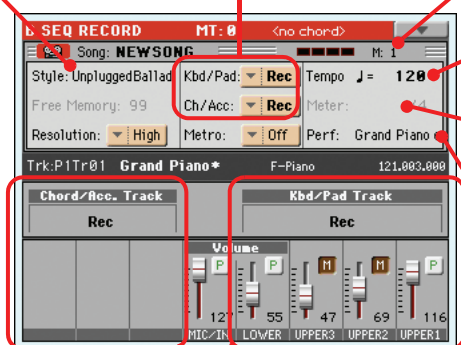 SEQ RECORD MT: 0 <no chord>
Song: NEWSONG M: 1
Style: UnpluggedBallad Kbd/Pad: Rec Tempo ♩= 120
Free Memory: 99 Ch/Acc: Rec Meter: /4
Resolution: High Metro: Off Perf: Grand Piano
Trk:P1Tr01 Grand Piano* F-Piano 121.003.000
Chord/Acc. Track Kbd/Pad Track
Rec Rec
Volume
P P M M P
127 55 47 69 116
MIC/IN LOWER UPPER3 UPPER2 UPPER1